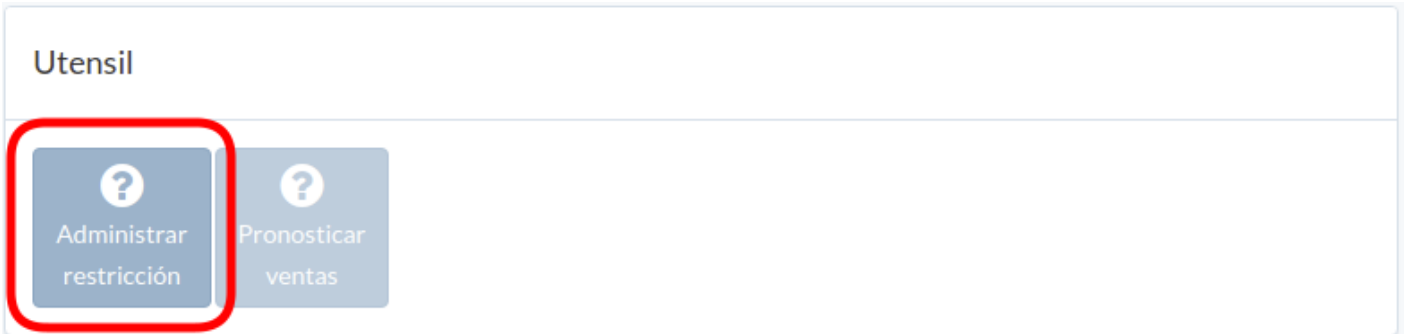 Utensil
Administrar
restricción
Pronosticar
ventas